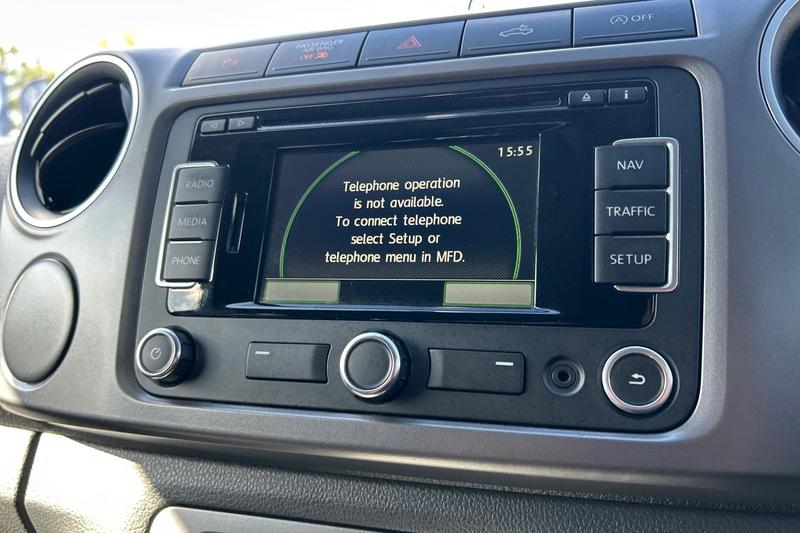 P
PASSENGER
AIR BAG
OFF
A OFF
i
15:55
RADIO
MEDIA
PHONE
Telephone operation
is not available.
To connect telephone
select Setup or
telephone menu in MFD.
NAV
TRAFFIC
SETUP